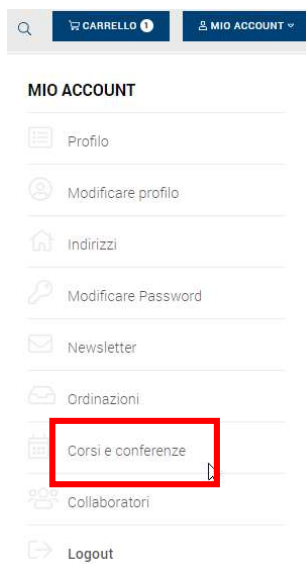 CARRELLO 1 MIO ACCOUNT
MIO ACCOUNT
Profilo
Modificare profilo
Indirizzi
Modificare Password
Newsletter
Ordinazioni
Corsi e conferenze
Collaboratori
Logout